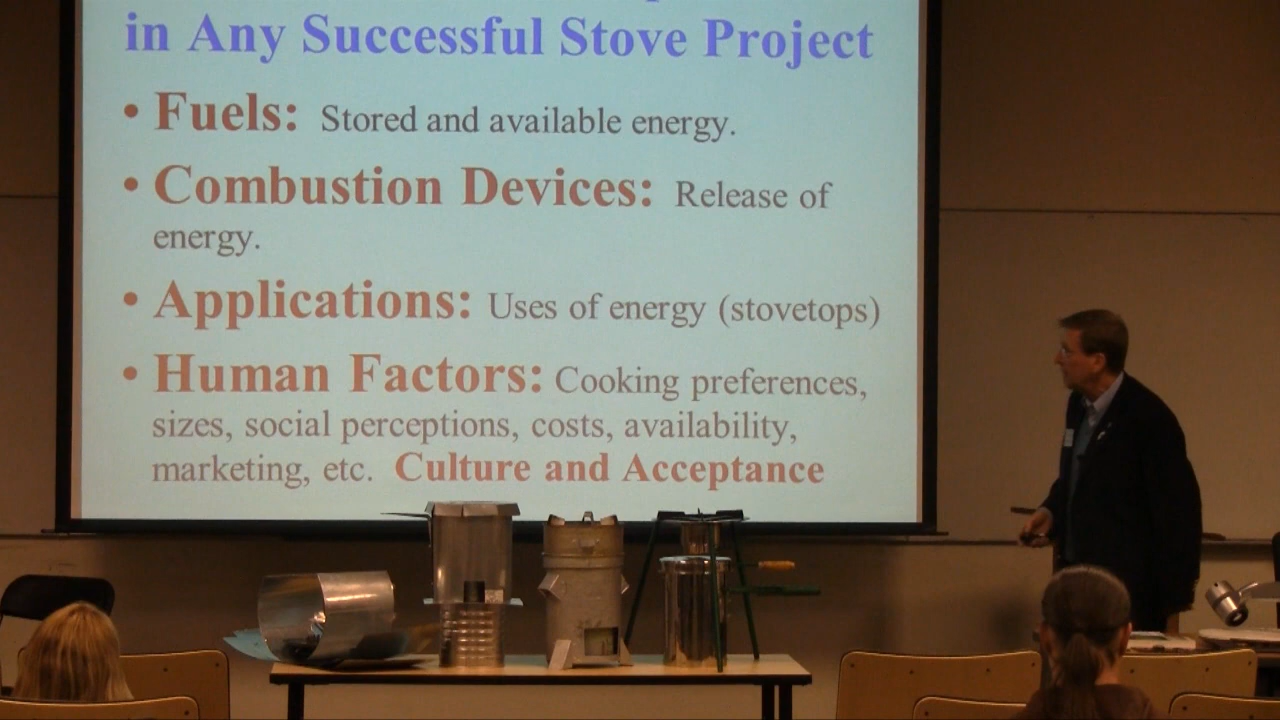 in Any Successful Stove Project
• Fuels: Stored and available energy.
• Combustion Devices: Release of
energy.
• Applications: Uses of energy (stovetops)
• Human Factors: Cooking preferences,
sizes, social perceptions, costs, availability,
marketing, etc. Culture and Acceptance